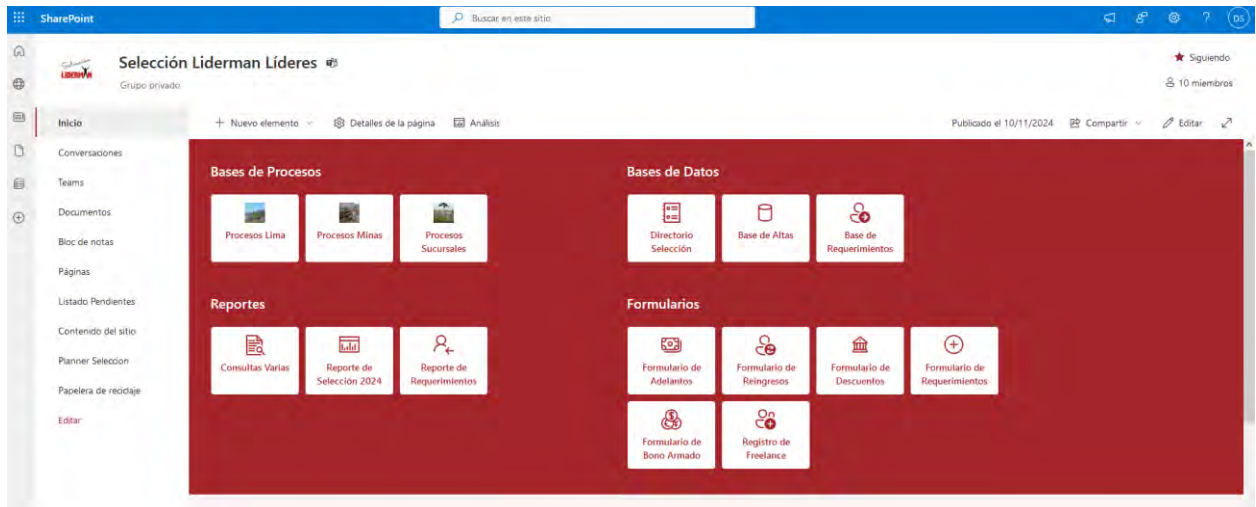 SharePoint
Buscar en este sitio
DS
LIDERMAN
Selección Liderman Líderes
Grupo privado
Siguiendo
10 miembros
Inicio
Conversaciones
Teams
Documentos
Bloc de notas
Páginas
Listado Pendientes
Contenido del sitio
Planner Seleccion
Papelera de reciclaje
Editar
+ Nuevo elemento
Detalles de la página
Análisis
Publicado el 10/11/2024
Compartir
Editar
Bases de Procesos
Procesos Lima
Procesos Minas
Procesos
Sucursales
Bases de Datos
Directorio
Selección
Base de Altas
Base de
Requerimientos
Reportes
Consultas Varias
Reporte de
Selección 2024
Reporte de
Requerimientos
Formularios
Formulario de
Adelantos
Formulario de
Reingresos
Formulario de
Descuentos
Formulario de
Requerimientos
Formulario de
Bono Armado
Registro de
Freelance